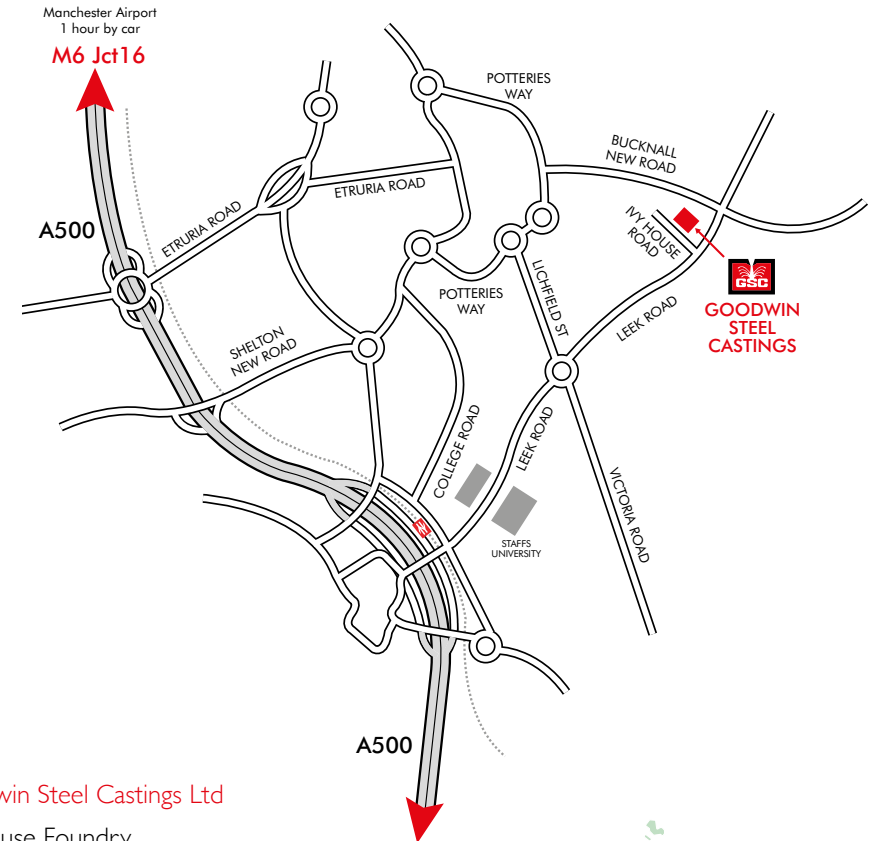 Manchester Airport
1 hour by car
M6 Jct16
POTTERIES
WAY
BUCKNALL
NEW ROAD
ETRURIA ROAD
ETRURIA ROAD
A500
IVY HOUSE
ROAD
GSC
GOODWIN
STEEL
CASTINGS
POTTERIES
WAY
LICHFIELD ST
LEEK ROAD
SHELTON
NEW ROAD
COLLEGE ROAD
LEEK ROAD
VICTORIA ROAD
STAFFS
UNIVERSITY
A500
win Steel Castings Ltd
use Foundry